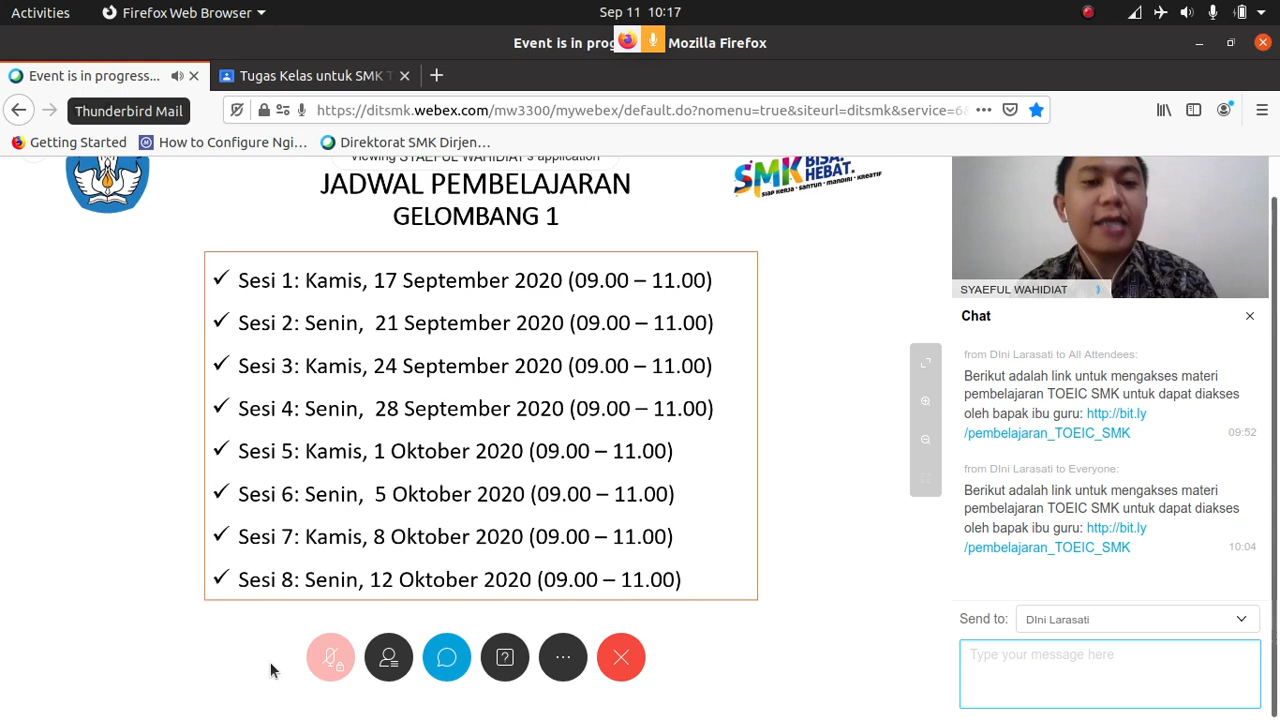 Activities
Firefox Web Browser
Sep 11 10:17
Event is in prog
Mozilla Firefox
Event is in progress...
Tugas Kelas untuk SMK T
Thunderbird Mail
https://ditsmk.webex.com/mw3300/mywebex/default.do?nomenu=true&siteurl=ditsmk&service=6
Getting Started
How to Configure Ngi...
Direktorat SMK Dirjen...
Viewing SYAEFUL WAHIDIAT's application
JADWAL PEMBELAJARAN
GELOMBANG 1
SMK BISA HEBAT.
SIAP KERJA · SANTUN · MANDIRI · KREATIF
✓ Sesi 1: Kamis, 17 September 2020 (09.00 – 11.00)
✓ Sesi 2: Senin, 21 September 2020 (09.00 – 11.00)
✓ Sesi 3: Kamis, 24 September 2020 (09.00 – 11.00)
✓ Sesi 4: Senin, 28 September 2020 (09.00 – 11.00)
✓ Sesi 5: Kamis, 1 Oktober 2020 (09.00 – 11.00)
✓ Sesi 6: Senin, 5 Oktober 2020 (09.00 – 11.00)
✓ Sesi 7: Kamis, 8 Oktober 2020 (09.00 – 11.00)
✓ Sesi 8: Senin, 12 Oktober 2020 (09.00 – 11.00)
SYAEFUL WAHIDIAT
Chat
from DIni Larasati to All Attendees:
Berikut adalah link untuk mengakses materi
pembelajaran TOEIC SMK untuk dapat diakses
oleh bapak ibu guru: http://bit.ly
/pembelajaran_TOEIC_SMK
09:52
from DIni Larasati to Everyone:
Berikut adalah link untuk mengakses materi
pembelajaran TOEIC SMK untuk dapat diakses
oleh bapak ibu guru: http://bit.ly
/pembelajaran_TOEIC_SMK
10:04
Send to:
DIni Larasati
Type your message here